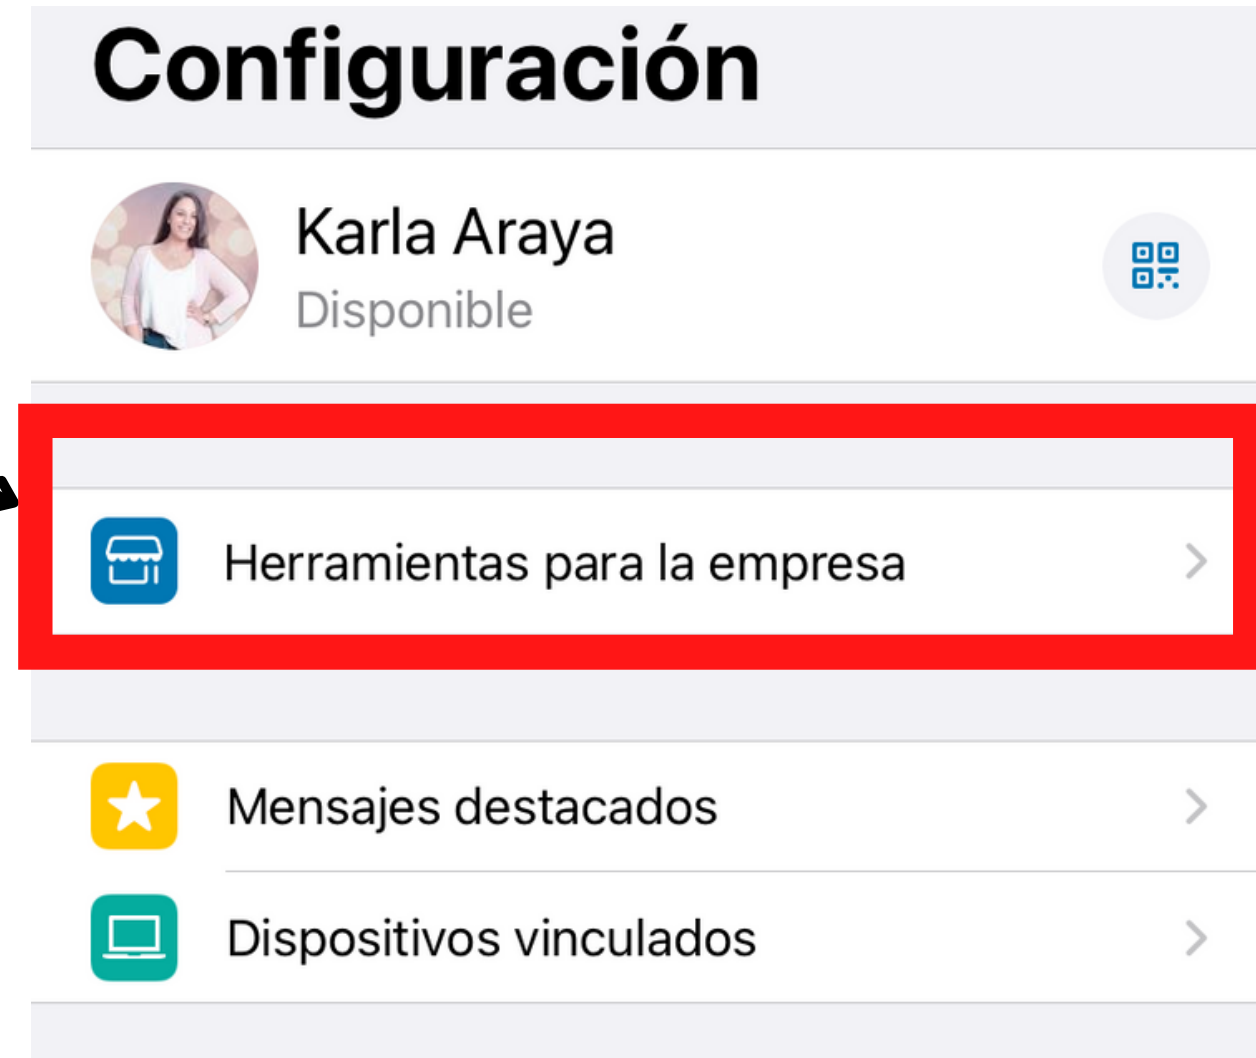 Configuración
Karla Araya
Disponible
Herramientas para la empresa
Mensajes destacados
Dispositivos vinculados